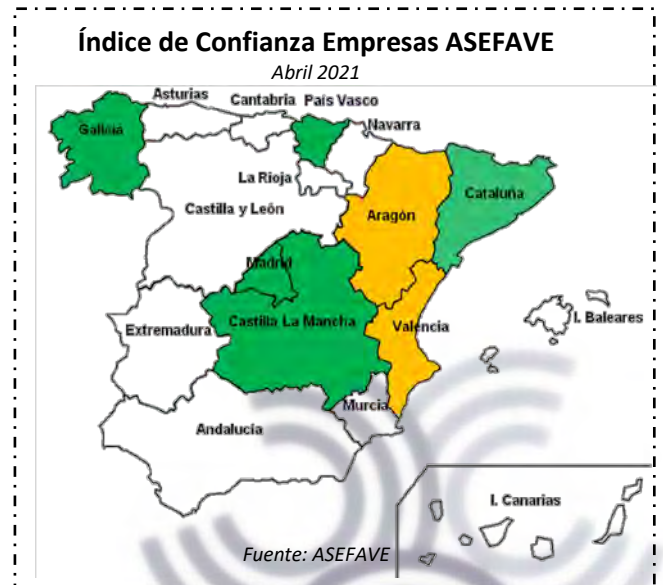 Índice de Confianza Empresas ASEFAVE
Abril 2021
Asturias
Cantabria País Vasco
Galicia
Navarra
La Rioja
Castilla y León
Aragón
Cataluña
Madrid
Extremadura
Castilla La Mancha
Valencia
I. Baleares
Murcia
Andalucía
I. Canarias
Fuente: ASEFAVE